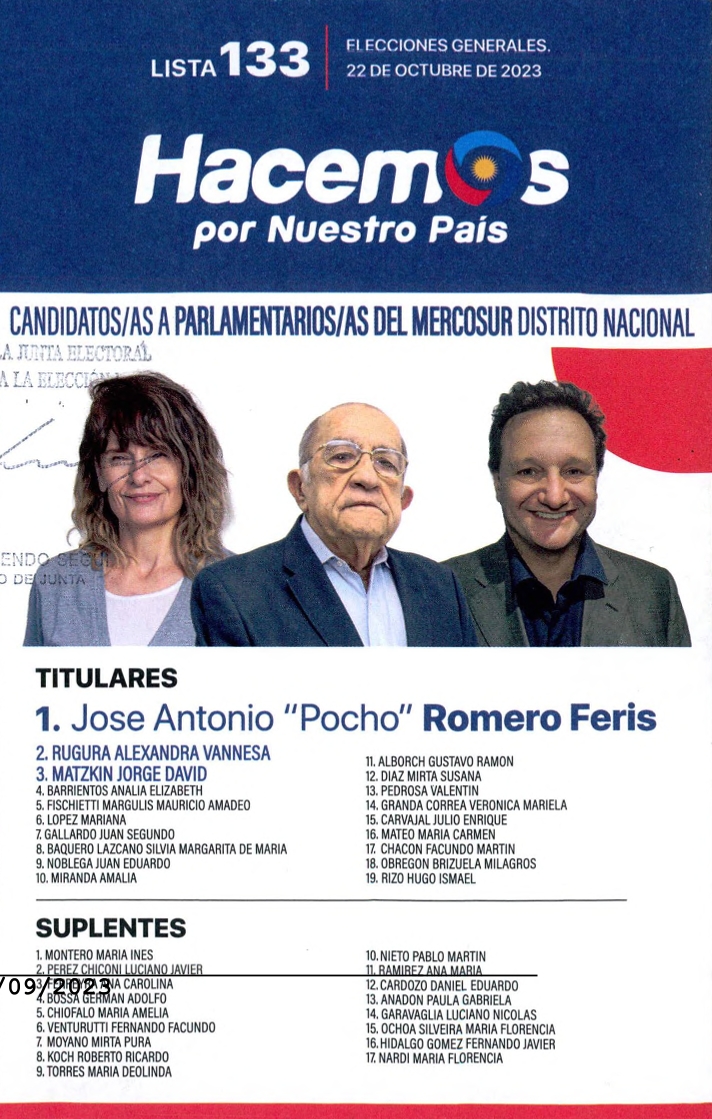 LISTA 133
ELECCIONES GENERALES.
22 DE OCTUBRE DE 2023
Hacemos
por Nuestro País
CANDIDATOS/AS A PARLAMENTARIOS/AS DEL MERCOSUR DISTRITO NACIONAL
LA JUNTA ELECTORAL
A LA ELECCIÓN
O DE JUNTA
TITULARES
1. Jose Antonio "Pocho" Romero Feris
2. RUGURA ALEXANDRA VANNESA
3. MATZKIN JORGE DAVID
4. BARRIENTOS ANALIA ELIZABETH
5. FISCHIETTI MARGULIS MAURICIO AMADEO
6. LOPEZ MARIANA
7. GALLARDO JUAN SEGUNDO
8. BAQUERO LAZCANO SILVIA MARGARITA DE MARIA
9. NOBLEGA JUAN EDUARDO
10. MIRANDA AMALIA
11. ALBORCH GUSTAVO RAMON
12. DIAZ MIRTA SUSANA
13. PEDROSA VALENTIN
14. GRANDA CORREA VERONICA MARIELA
15. CARVAJAL JULIO ENRIQUE
16. MATEO MARIA CARMEN
17. CHACON FACUNDO MARTIN
18. OBREGON BRIZUELA MILAGROS
19. RIZO HUGO ISMAEL
SUPLENTES
1. MONTERO MARIA INES
2. PEREZ CHICONI LUCIANO JAVIER
3. FERREYRA ANA CAROLINA
/09/2023
4. BOSSA GERMAN ADOLFO
5. CHIOFALO MARIA AMELIA
6. VENTURUTTI FERNANDO FACUNDO
7. MOYANO MIRTA PURA
8. KOCH ROBERTO RICARDO
9. TORRES MARIA DEOLINDA
10. NIETO PABLO MARTIN
11. RAMIREZ ANA MARIA
12. CARDOZO DANIEL EDUARDO
13. ANADON PAULA GABRIELA
14. GARAVAGLIA LUCIANO NICOLAS
15. OCHOA SILVEIRA MARIA FLORENCIA
16. HIDALGO GOMEZ FERNANDO JAVIER
17. NARDI MARIA FLORENCIA